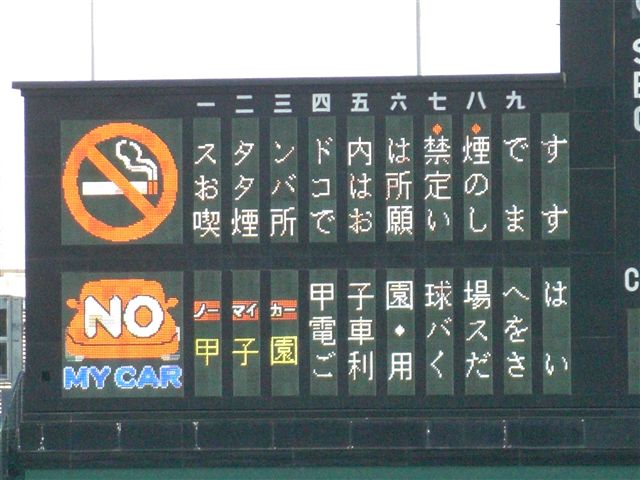 一 二 三 四 五 六 七 八 九
スタンド内は禁煙です
おタバコは所定の
喫煙所でお願いします
NO
MY CAR
ノー マイ カー
甲子園
甲子園球場へは
電車◆バスを
ご利用ください
C